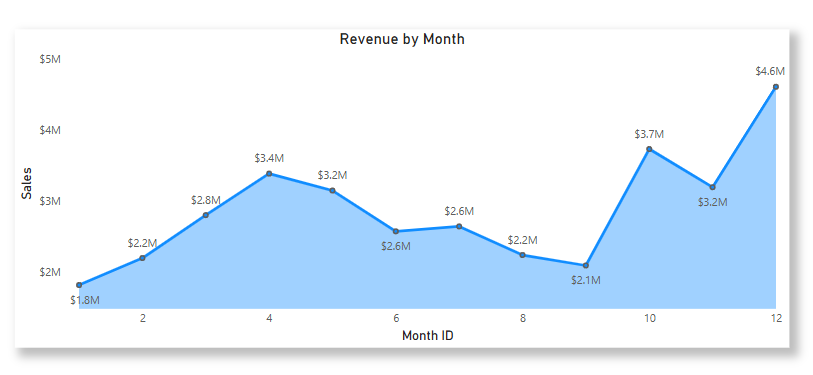 Revenue by Month
$5M
$4M
$3M
$2M
Sales
$1.8M
$2.2M
$2.8M
$3.4M
$3.2M
$2.6M
$2.6M
$2.2M
$2.1M
$3.7M
$3.2M
$4.6M
2 4 6 8 10 12
Month ID